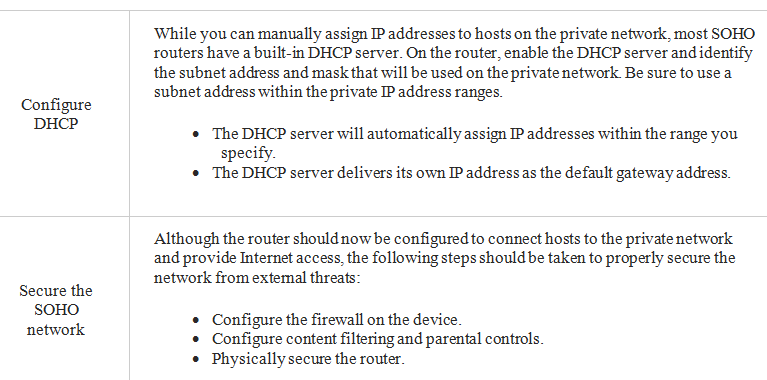 Configure
DHCP
While you can manually assign IP addresses to hosts on the private network, most SOHO
routers have a built-in DHCP server. On the router, enable the DHCP server and identify
the subnet address and mask that will be used on the private network. Be sure to use a
subnet address within the private IP address ranges.
• The DHCP server will automatically assign IP addresses within the range you
specify.
• The DHCP server delivers its own IP address as the default gateway address.
Secure the
SOHO
network
Although the router should now be configured to connect hosts to the private network
and provide Internet access, the following steps should be taken to properly secure the
network from external threats:
• Configure the firewall on the device.
• Configure content filtering and parental controls.
• Physically secure the router.